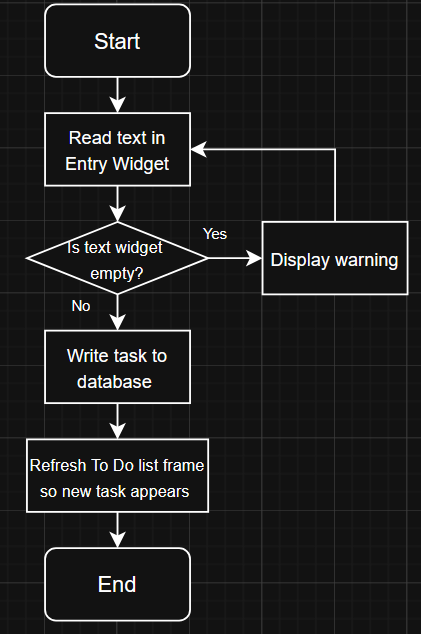 Start
Read text in
Entry Widget
Is text widget
empty?
Yes
Display warning
No
Write task to
database
Refresh To Do list frame
so new task appears
End